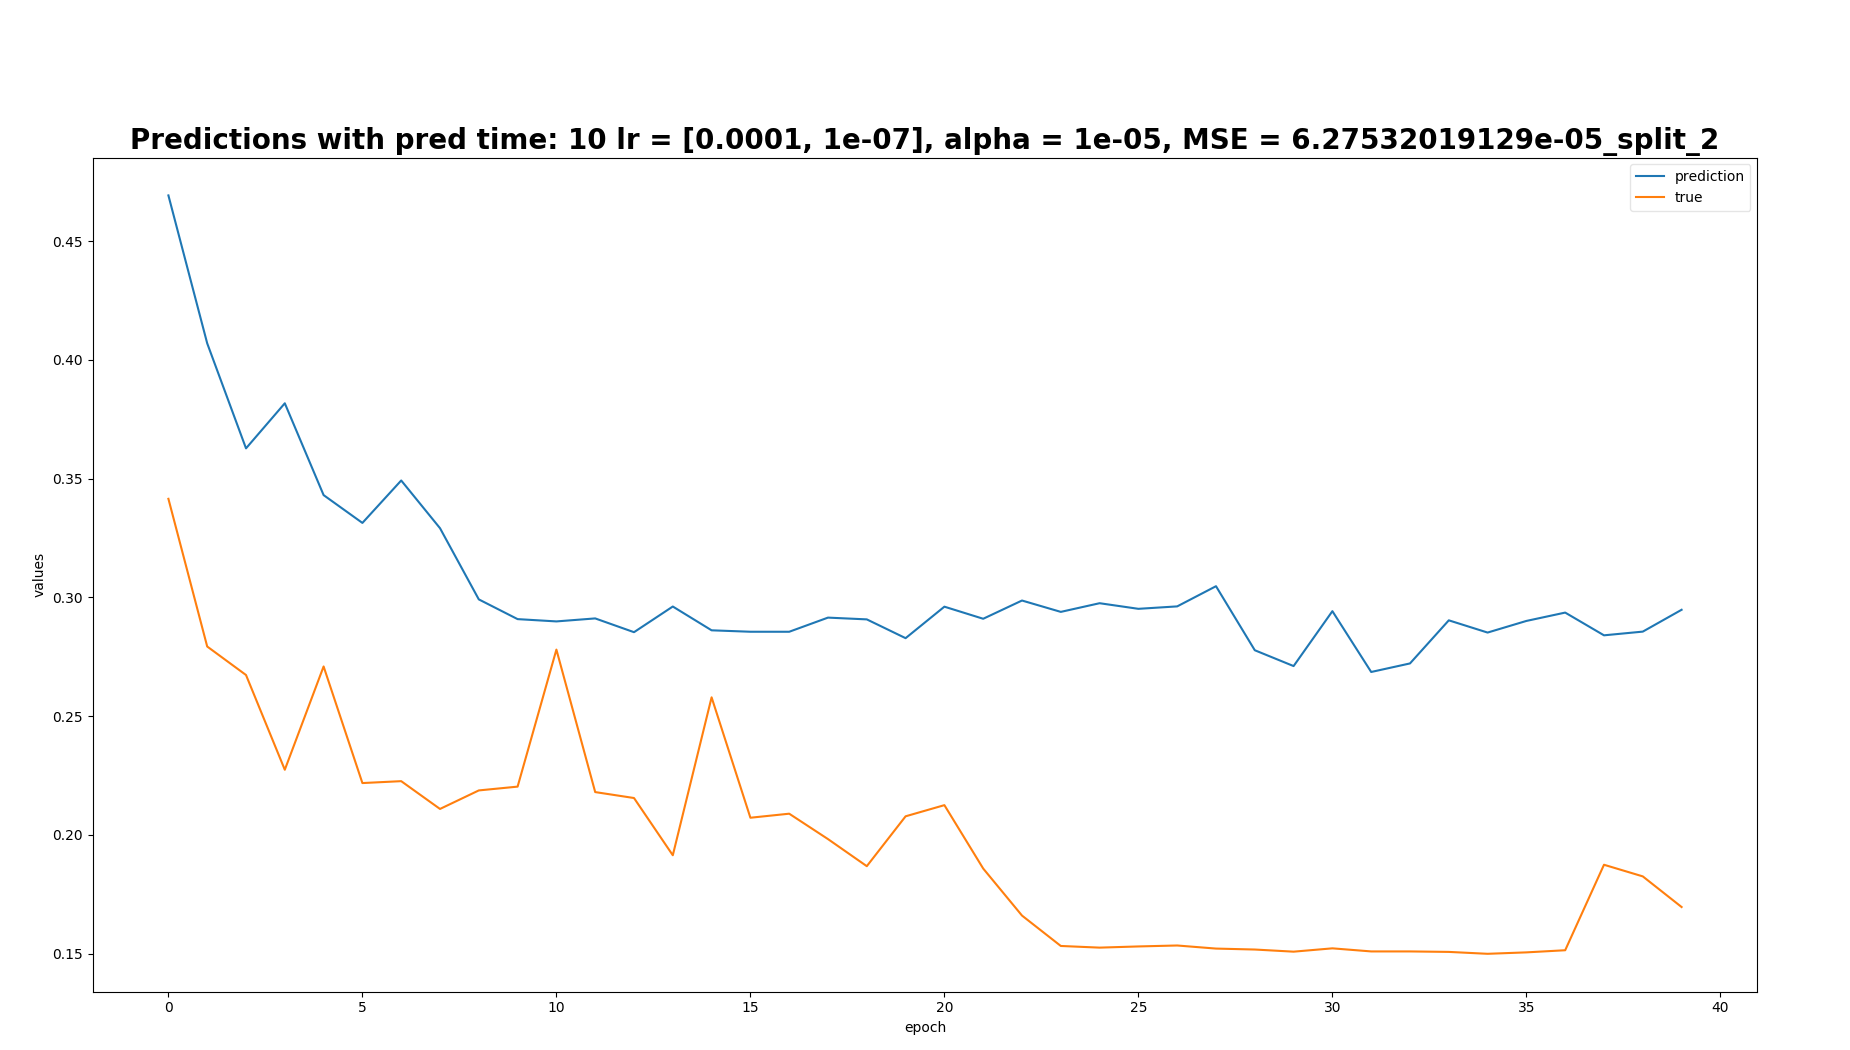 Predictions with pred time: 10 lr = [0.0001, 1e-07], alpha = 1e-05, MSE = 6.27532019129e-05_split_2
prediction
true
values
0.45
0.40
0.35
0.30
0.25
0.20
0.15
0 5 10 15 20 25 30 35 40
epoch